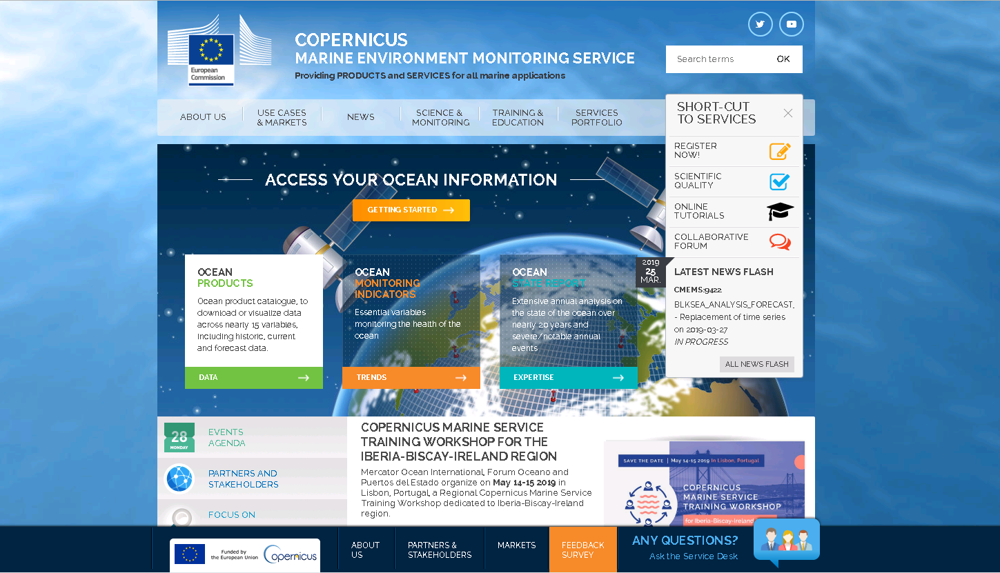 European
Commission
COPERNICUS
MARINE ENVIRONMENT MONITORING SERVICE
Providing PRODUCTS and SERVICES for all marine applications
Search terms
OK
ABOUT US
USE CASES
& MARKETS
NEWS
SCIENCE &
MONITORING
TRAINING &
EDUCATION
SERVICES
PORTFOLIO
SHORT-CUT
TO SERVICES
REGISTER
NOW!
SCIENTIFIC
QUALITY
ONLINE
TUTORIALS
COLLABORATIVE
FORUM
ACCESS YOUR OCEAN INFORMATION
GETTING STARTED
OCEAN
PRODUCTS
Ocean product catalogue, to
download or visualize data
across nearly 15 variables,
including historic, current
and forecast data.
DATA
OCEAN
MONITORING
INDICATORS
Essential variables
monitoring the health of the
ocean
TRENDS
OCEAN
STATE REPORT
Extensive annual analysis on
the state of the ocean over
nearly 20 years and
severe/notable annual
events
EXPERTISE
2019
25
MAR.
LATEST NEWS FLASH
CMEMS:9422
BLKSEA_ANALYSIS_FORECAST,
- Replacement of time series
on 2019-03-27
IN PROGRESS
ALL NEWS FLASH
28
MONDAY
EVENTS
AGENDA
PARTNERS AND
STAKEHOLDERS
FOCUS ON
COPERNICUS MARINE SERVICE
TRAINING WORKSHOP FOR THE
IBERIA-BISCAY-IRELAND REGION
Mercator Ocean International, Forum Oceano and
Puertos del Estado organize on May 14-15 2019 in
Lisbon, Portugal, a Regional Copernicus Marine Service
Training Workshop dedicated to Iberia-Biscay-Ireland
region.
SAVE THE DATE | May 14-15 2019 In Lisbon, Portugal
COPERNICUS
MARINE SERVICE
TRAINING WORKSHOP
for Iberia-Biscay-Ireland
Funded by
the European Union
Copernicus
ABOUT
US
PARTNERS &
STAKEHOLDERS
MARKETS
FEEDBACK
SURVEY
ANY QUESTIONS?
Ask the Service Desk